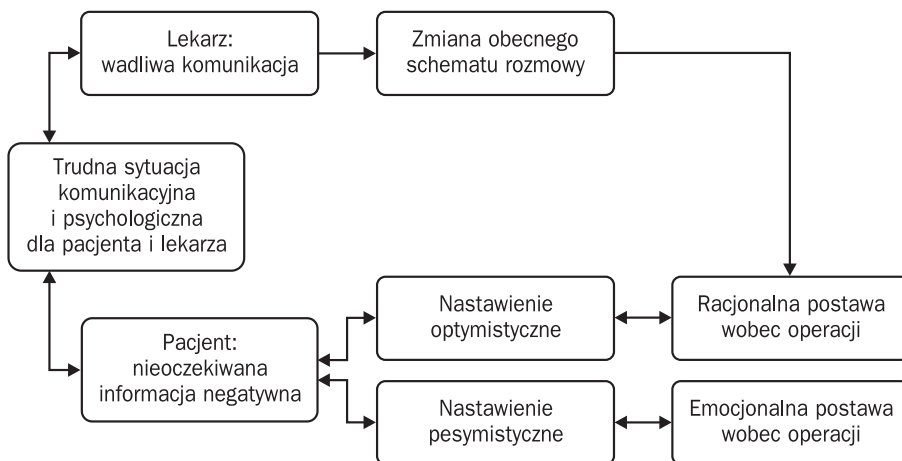 Lekarz:
wadliwa komunikacja
Zmiana obecnego
schematu rozmowy
Trudna sytuacja
komunikacyjna
i psychologiczna
dla pacjenta i lekarza
Pacjent:
nieoczekiwana
informacja negatywna
Nastawienie
optymistyczne
Racjonalna postawa
wobec operacji
Nastawienie
pesymistyczne
Emocjonalna postawa
wobec operacji